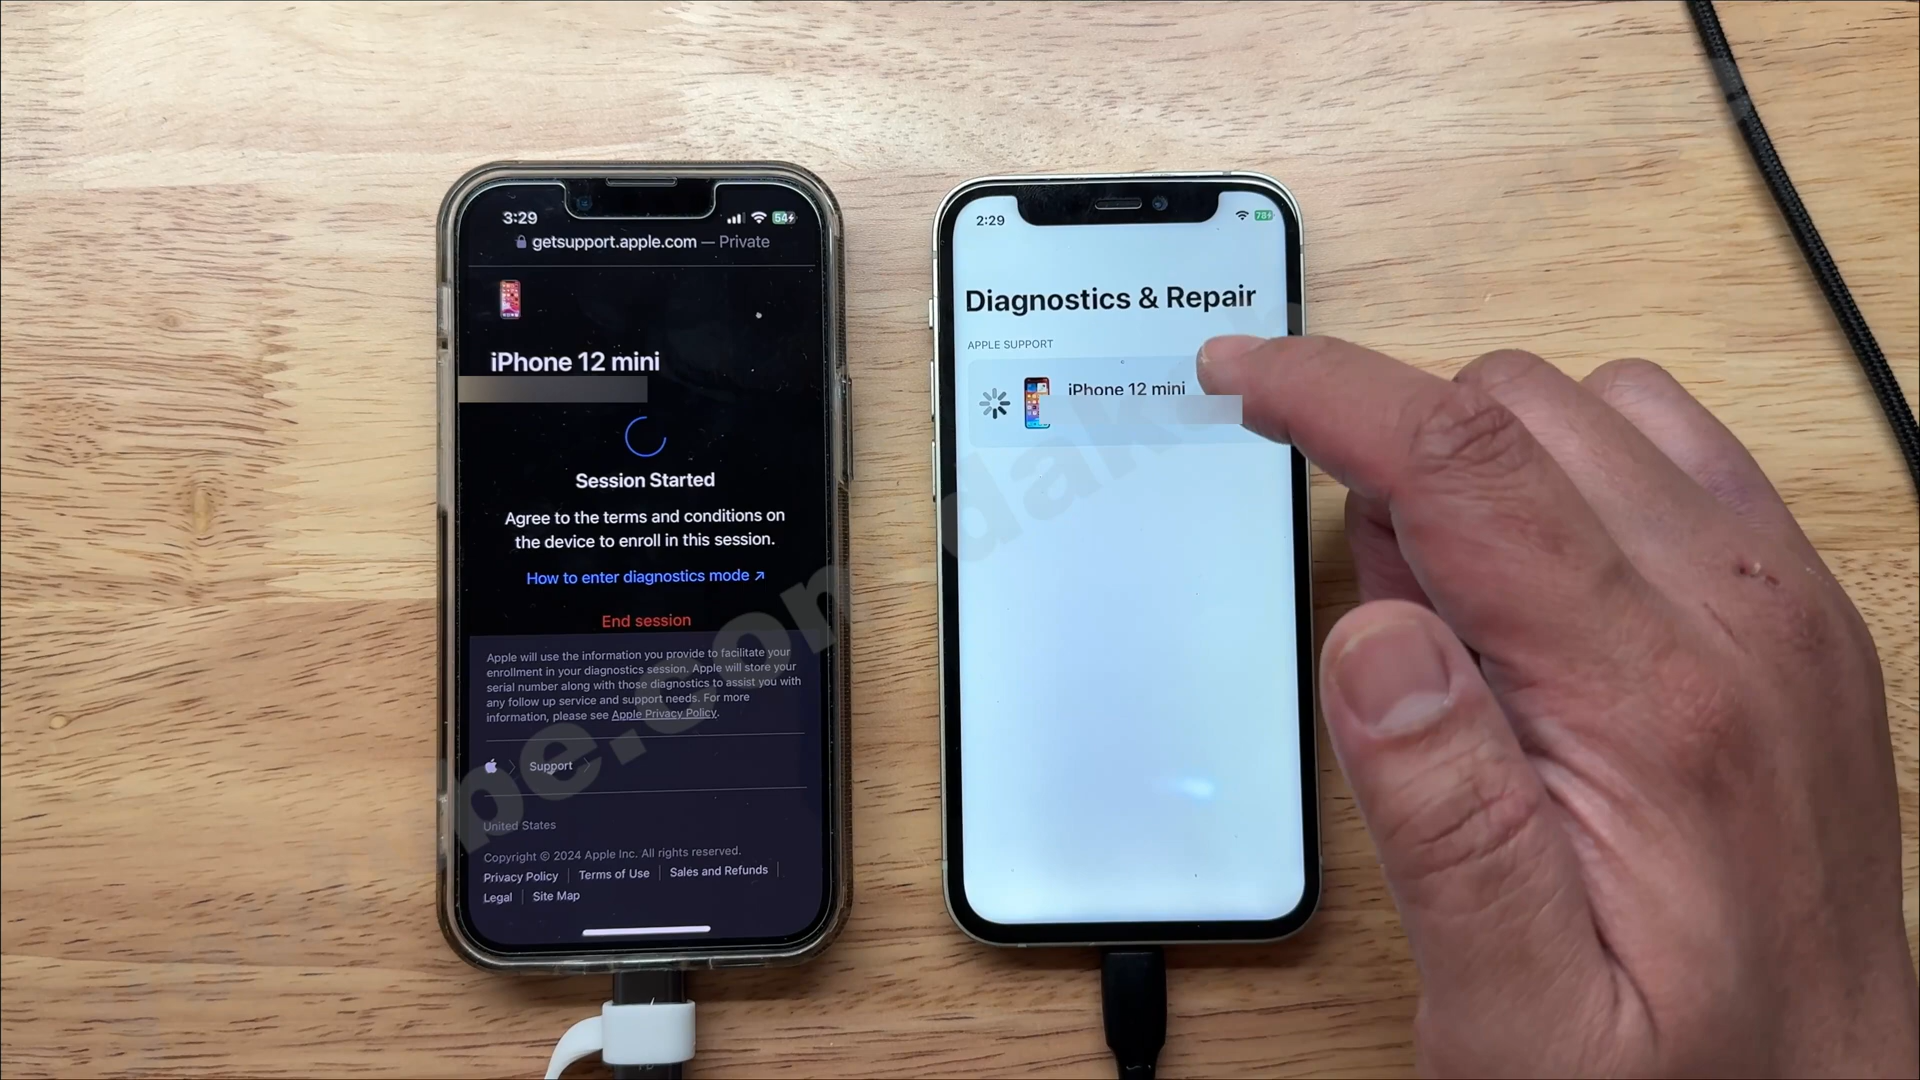 3:29
54
getsupport.apple.com — Private
iPhone 12 mini
Session Started
Agree to the terms and conditions on
the device to enroll in this session.
How to enter diagnostics mode ↗
End session
Apple will use the information you provide to facilitate your
enrollment in your diagnostics session. Apple will store your
serial number along with those diagnostics to assist you with
any follow up service and support needs. For more
information, please see Apple Privacy Policy.
Support
United States
Copyright © 2024 Apple Inc. All rights reserved.
Privacy Policy | Terms of Use | Sales and Refunds |
Legal | Site Map
2:29
78
Diagnostics & Repair
APPLE SUPPORT
iPhone 12 mini